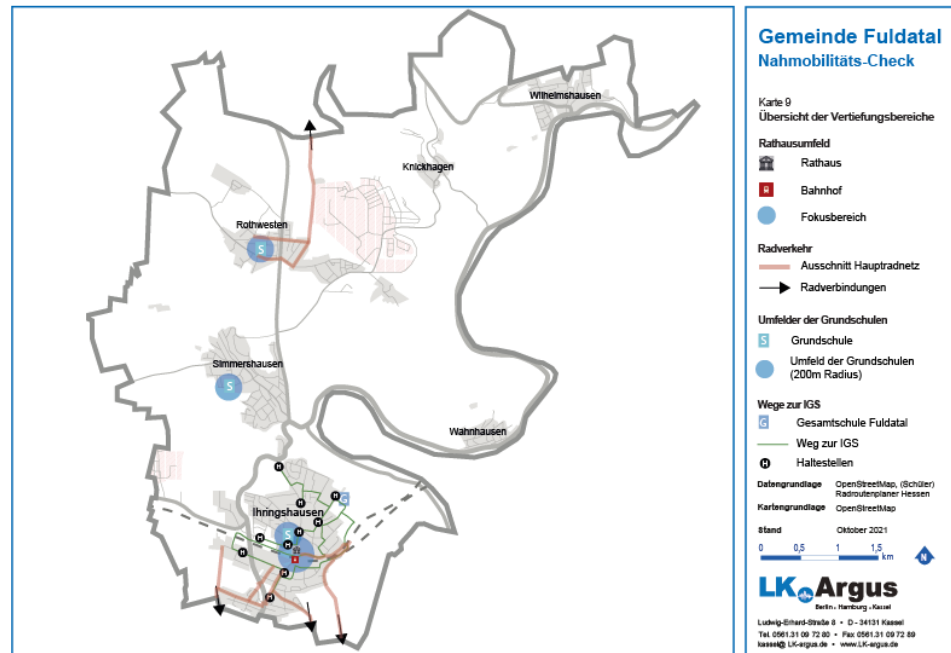 Wilhelmshausen
Knickhagen
Rothwesten
S
Simmershausen
S
Wahnhausen
H
H
G
H
Ihringshausen
H
H
H
S
H
H
H
H
Gemeinde Fuldatal
Nahmobilitäts-Check
Karte 9
Übersicht der Vertiefungsbereiche
Rathausumfeld
Rathaus
Bahnhof
Fokusbereich
Radverkehr
Ausschnitt Hauptradnetz
Radverbindungen
Umfelder der Grundschulen
S Grundschule
Umfeld der Grundschulen
(200m Radius)
Wege zur IGS
G Gesamtschule Fuldatal
Weg zur IGS
H Haltestellen
Datengrundlage OpenStreetMap, (Schüler)
Radroutenplaner Hessen
Kartengrundlage OpenStreetMap
Stand Oktober 2021
0 0,5 1 1,5
km
N
LK Argus
Berlin • Hamburg • Kassel
Ludwig-Erhard-Straße 8 • D - 34131 Kassel
Tel. 0561.31 09 72 80 • Fax 0561.31 09 72 89
kassel@ LK-argus.de • www.LK-argus.de